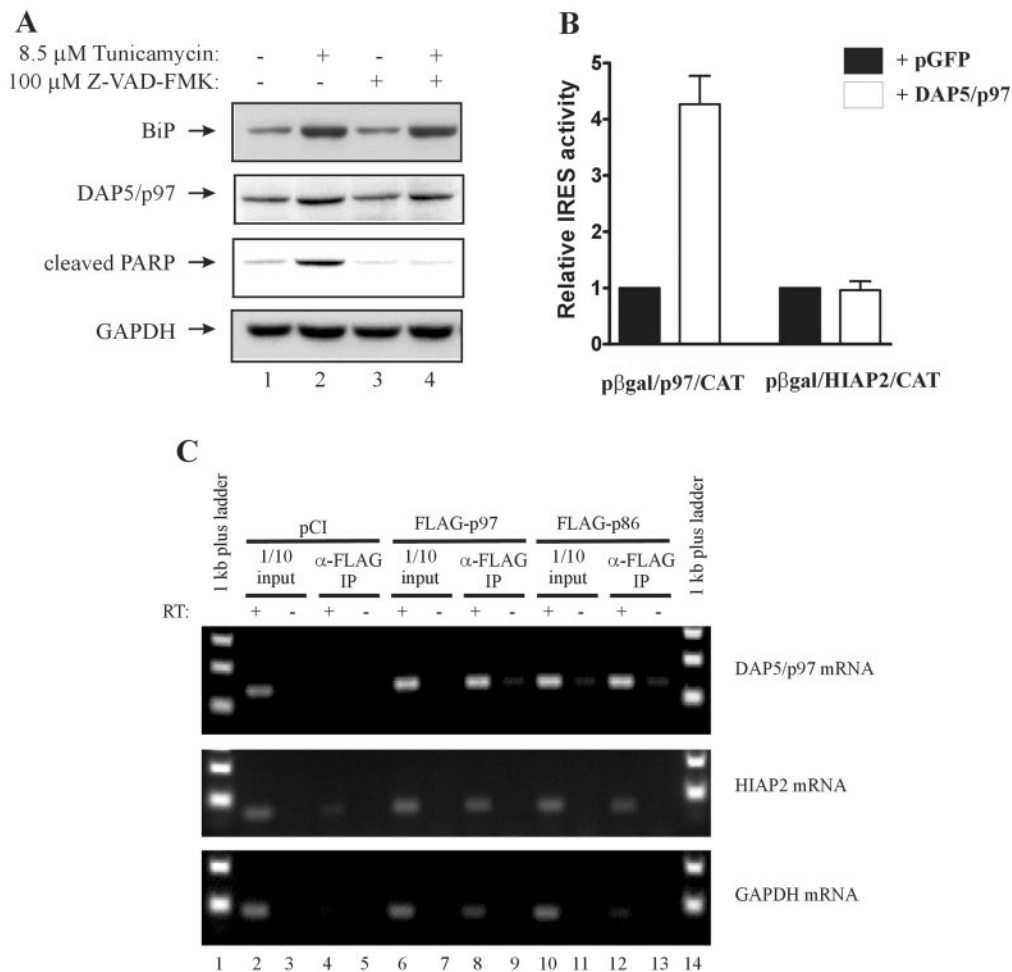 A
8.5 μM Tunicamycin: - + - +
100 μM Z-VAD-FMK: - - + +
BiP
DAP5/p97
cleaved PARP
GAPDH
1 2 3 4
B
+ pGFP
+ DAP5/p97
Relative IRES activity
5
4
3
2
1
0
pβgal/p97/CAT pβgal/HIAP2/CAT
C
1 kb plus ladder
pCI FLAG-p97 FLAG-p86
1/10 input α-FLAG IP 1/10 input α-FLAG IP 1/10 input α-FLAG IP
1 kb plus ladder
RT: + - + - + - + - + - + -
DAP5/p97 mRNA
HIAP2 mRNA
GAPDH mRNA
1 2 3 4 5 6 7 8 9 10 11 12 13 14